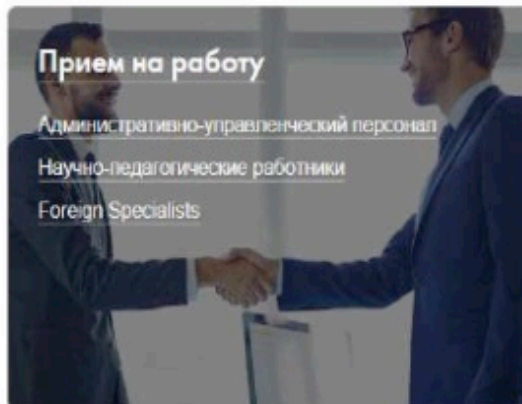 Прием на работу
Административно-управленческий персонал
Научно-педагогические работники
Foreign Specialists